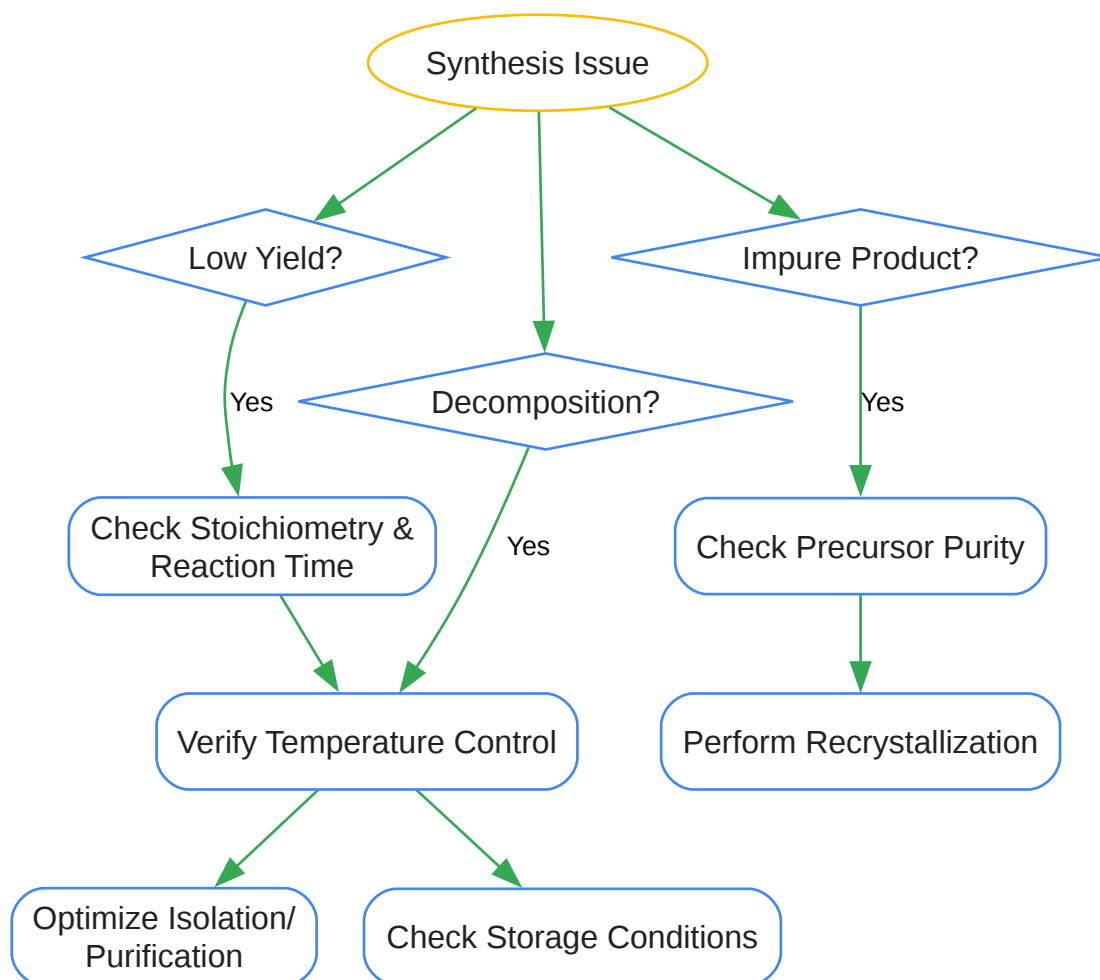 Synthesis Issue
Low Yield?
Impure Product?
Yes
Decomposition?
Yes
Check Stoichiometry &
Reaction Time
Yes
Check Precursor Purity
Verify Temperature Control
Perform Recrystallization
Optimize Isolation/
Purification
Check Storage Conditions